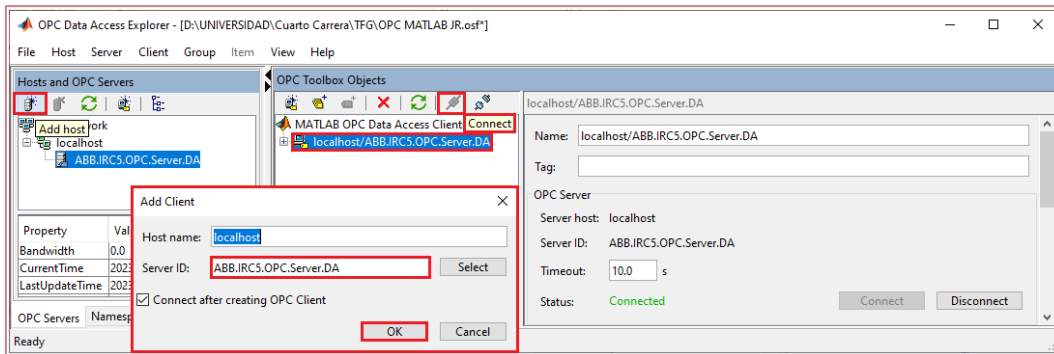 OPC Data Access Explorer - [D:\UNIVERSIDAD\Cuarto Carrera\TFG\OPC MATLAB JR.osf*]
File Host Server Client Group Item View Help
Hosts and OPC Servers
Add host
ork
localhost
ABB.IRC5.OPC.Server.DA
Property Val
Bandwidth 0.0
CurrentTime 2023
LastUpdateTime 2023
OPC Servers Namesp
Ready
OPC Toolbox Objects
MATLAB OPC Data Access Client
Connect
localhost/ABB.IRC5.OPC.Server.DA
Add Client
Host name: localhost
Server ID: ABB.IRC5.OPC.Server.DA Select
Connect after creating OPC Client
OK Cancel
localhost/ABB.IRC5.OPC.Server.DA
Name: localhost/ABB.IRC5.OPC.Server.DA
Tag:
OPC Server
Server host: localhost
Server ID: ABB.IRC5.OPC.Server.DA
Timeout: 10.0 s
Status: Connected Connect Disconnect